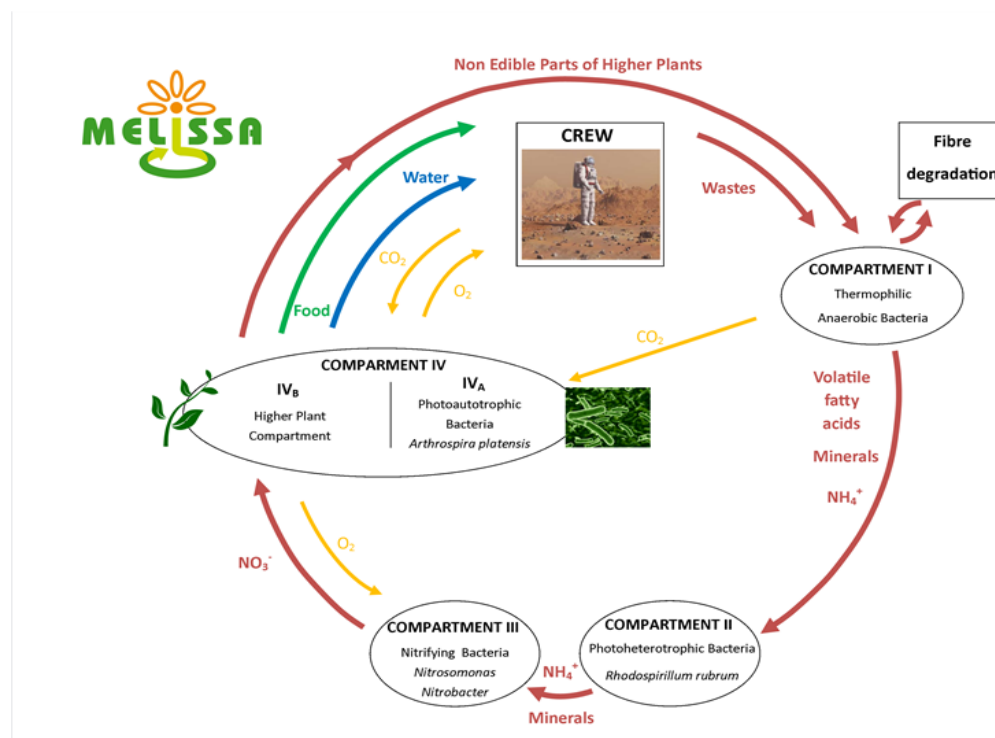 Non Edible Parts of Higher Plants
MELiSSA
CREW
Fibre
degradation
Water
Wastes
CO₂
O₂
Food
COMPARTMENT I
Thermophilic
Anaerobic Bacteria
CO₂
COMPARMENT IV
IV_B
Higher Plant
Compartment
IV_A
Photoautotrophic
Bacteria
Arthrospira platensis
Volatile
fatty
acids
Minerals
NH₄⁺
O₂
NO₃⁻
COMPARTMENT III
Nitrifying Bacteria
Nitrosomonas
Nitrobacter
NH₄⁺
Minerals
COMPARTMENT II
Photoheterotrophic Bacteria
Rhodospirillum rubrum